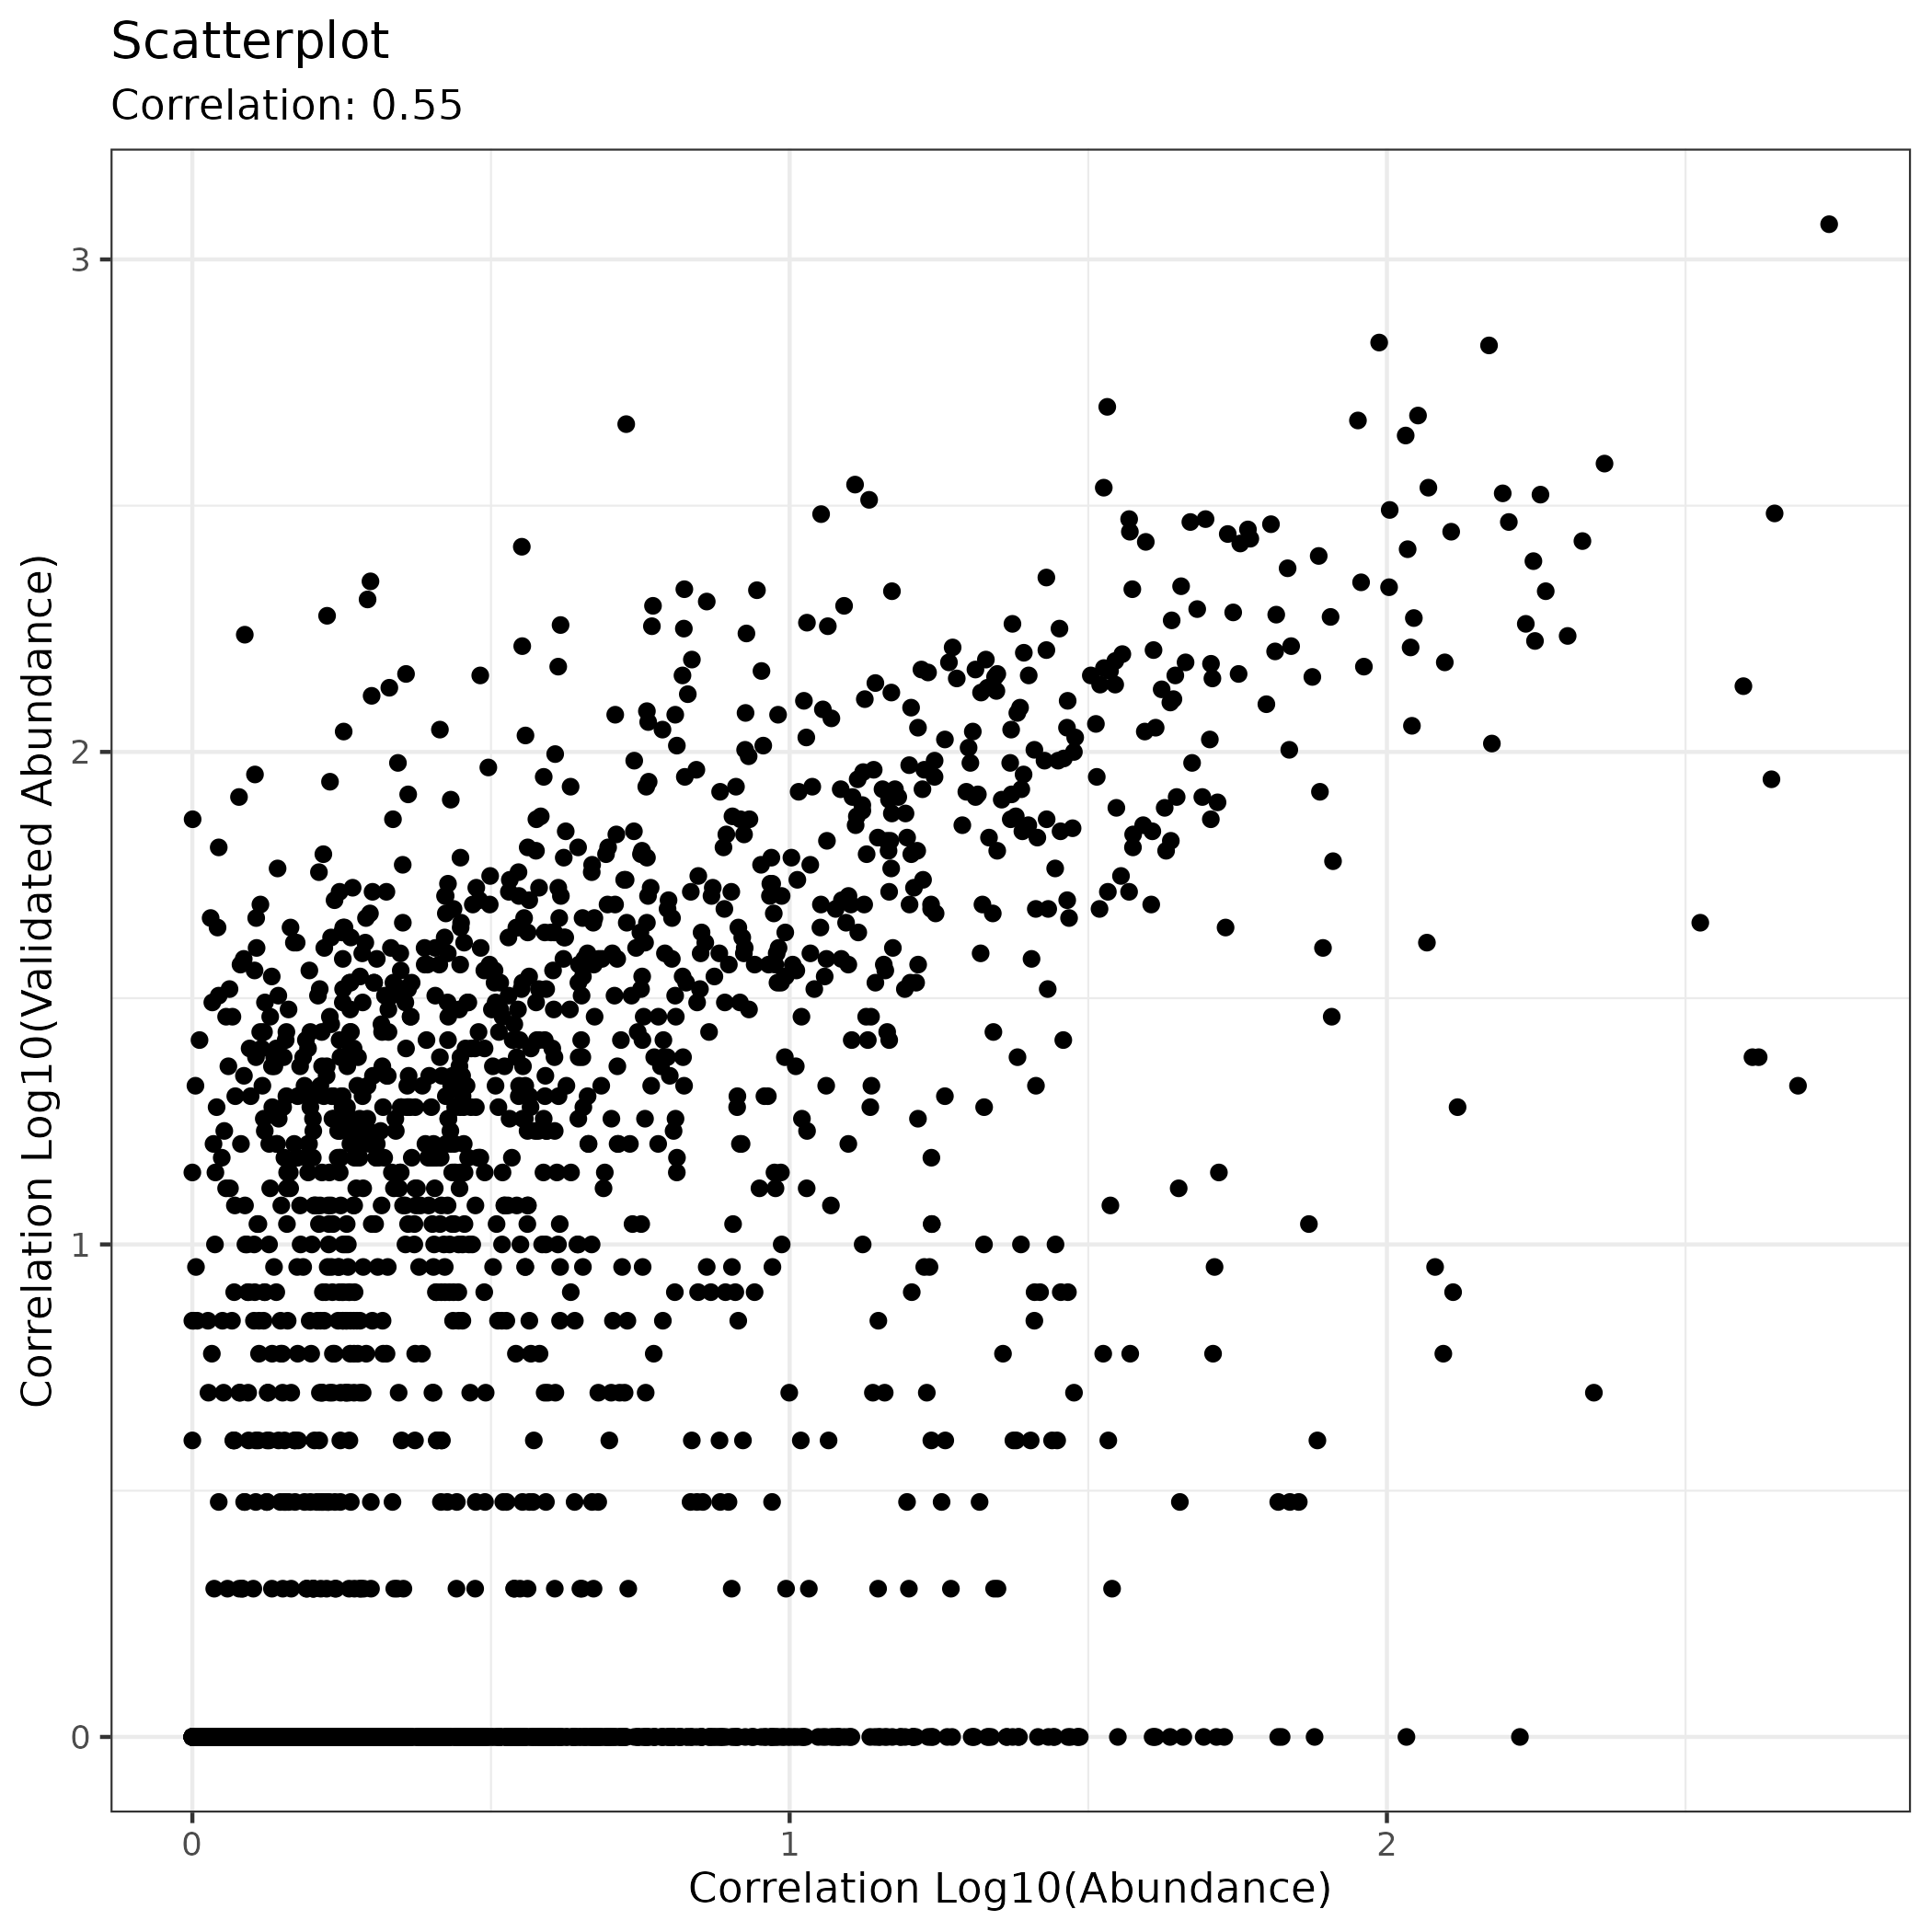 Scatterplot
Correlation: 0.55
3
2
1
0
Correlation Log10(Validated Abundance)
0
1
2
Correlation Log10(Abundance)